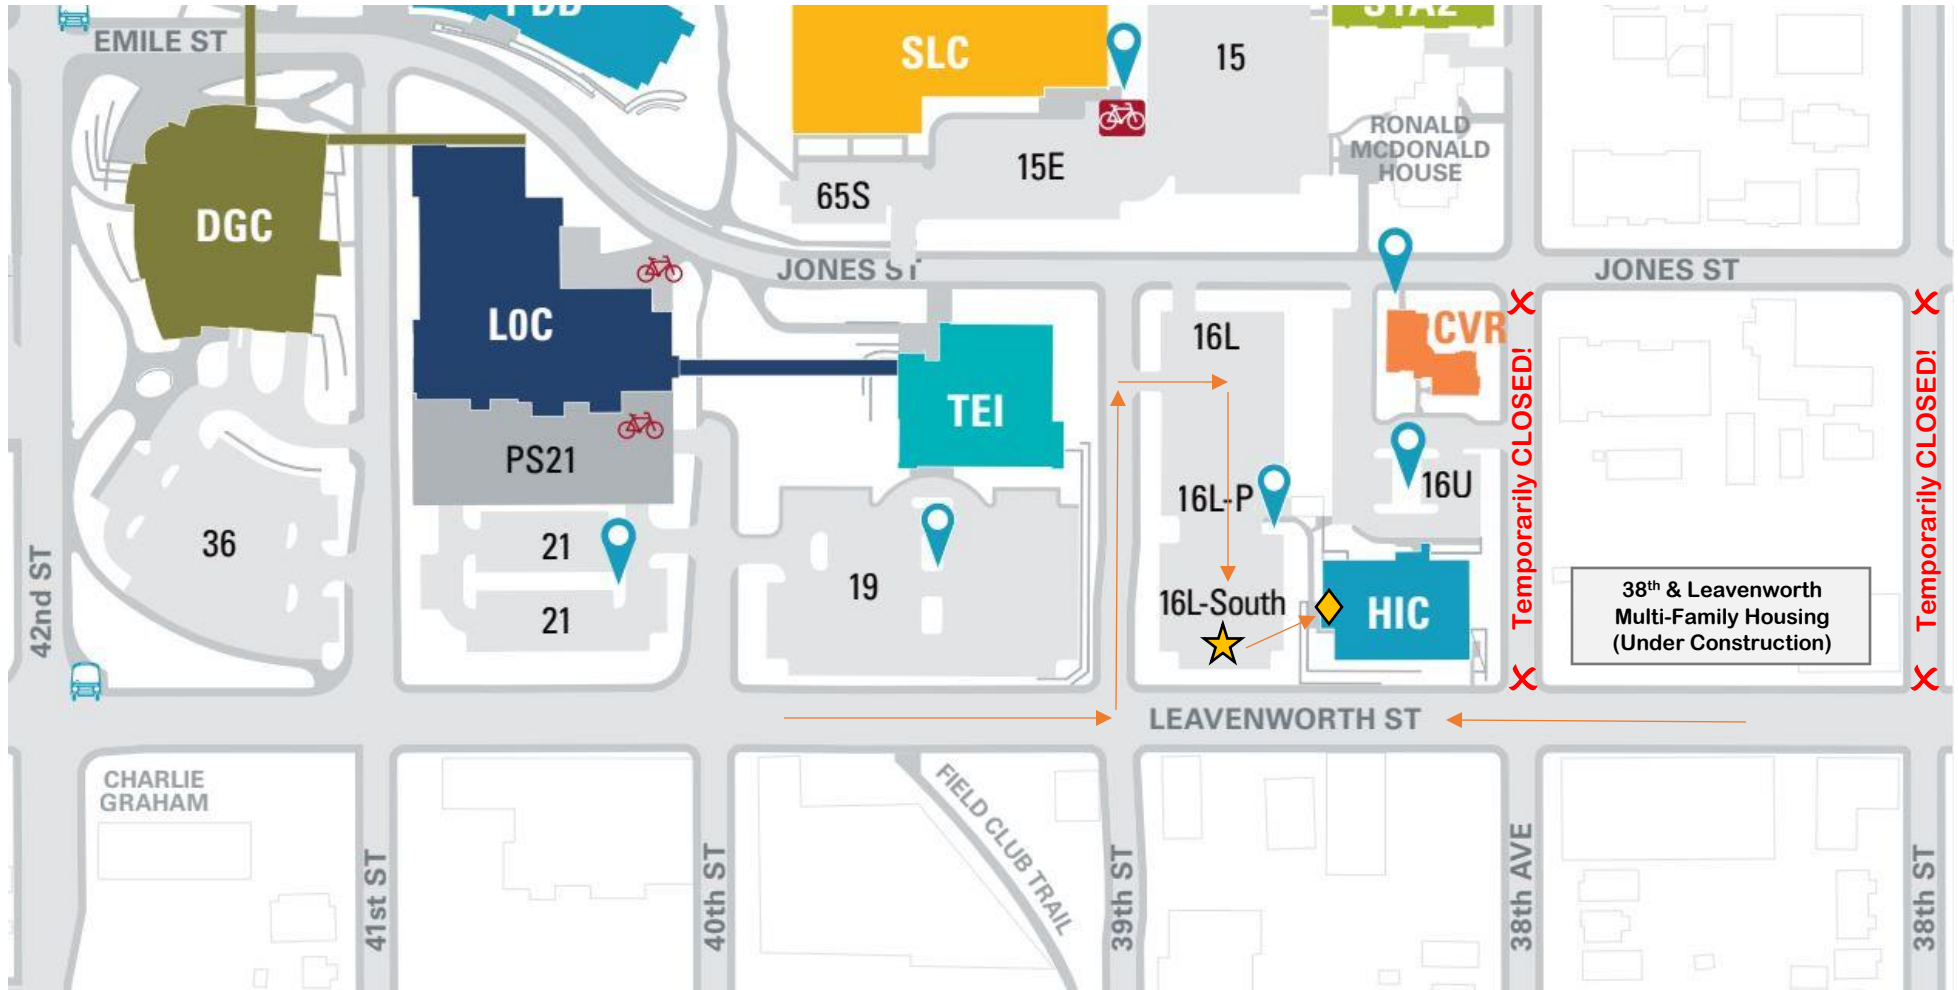 EMILE ST
PDB
SLC
15
STAZ
RONALD
MCDONALD
HOUSE
DGC
65S
15E
JONES ST
JONES ST
LOC
16L
CVR
TEI
PS21
16L-P
16U
36
21
21
19
16L-South
HIC
42nd ST
Temporarily CLOSED!
Temporarily CLOSED!
38th & Leavenworth
Multi-Family Housing
(Under Construction)
LEAVENWORTH ST
CHARLIE
GRAHAM
FIELD CLUB TRAIL
41st ST
40th ST
39th ST
38th AVE
38th ST